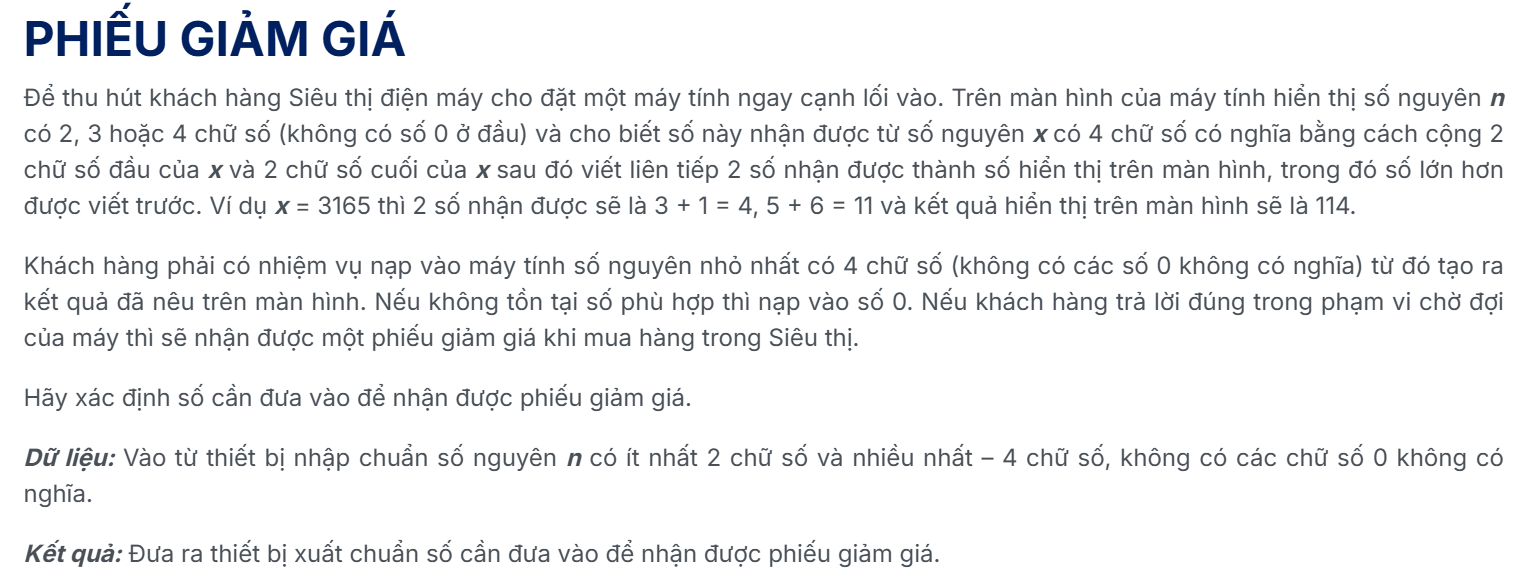 PHIẾU GIẢM GIÁ
Để thu hút khách hàng Siêu thị điện máy cho đặt một máy tính ngay cạnh lối vào. Trên màn hình của máy tính hiển thị số nguyên n
có 2, 3 hoặc 4 chữ số (không có số 0 ở đầu) và cho biết số này nhận được từ số nguyên x có 4 chữ số có nghĩa bằng cách cộng 2
chữ số đầu của x và 2 chữ số cuối của x sau đó viết liên tiếp 2 số nhận được thành số hiển thị trên màn hình, trong đó số lớn hơn
được viết trước. Ví dụ x = 3165 thì 2 số nhận được sẽ là 3 + 1 = 4, 5 + 6 = 11 và kết quả hiển thị trên màn hình sẽ là 114.
Khách hàng phải có nhiệm vụ nạp vào máy tính số nguyên nhỏ nhất có 4 chữ số (không có các số 0 không có nghĩa) từ đó tạo ra
kết quả đã nêu trên màn hình. Nếu không tồn tại số phù hợp thì nạp vào số 0. Nếu khách hàng trả lời đúng trong phạm vi chờ đợi
của máy thì sẽ nhận được một phiếu giảm giá khi mua hàng trong Siêu thị.
Hãy xác định số cần đưa vào để nhận được phiếu giảm giá.
Dữ liệu: Vào từ thiết bị nhập chuẩn số nguyên n có ít nhất 2 chữ số và nhiều nhất – 4 chữ số, không có các chữ số 0 không có
nghĩa.
Kết quả: Đưa ra thiết bị xuất chuẩn số cần đưa vào để nhận được phiếu giảm giá.